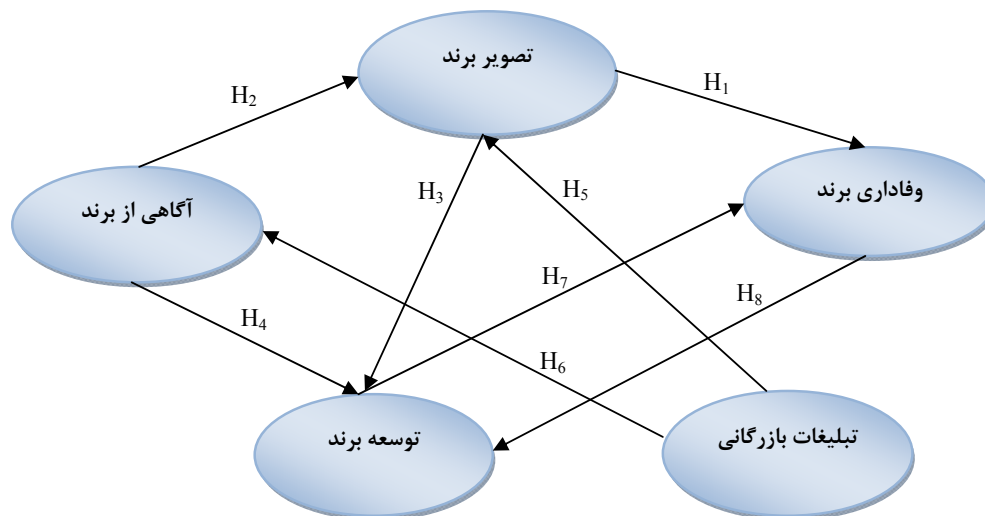 تصویر برند
H₁
H₂
وفاداری برند
H₃
H₅
آگاهی از برند
H₇
H₈
H₄
H₆
توسعه برند
تبلیغات بازرگانی